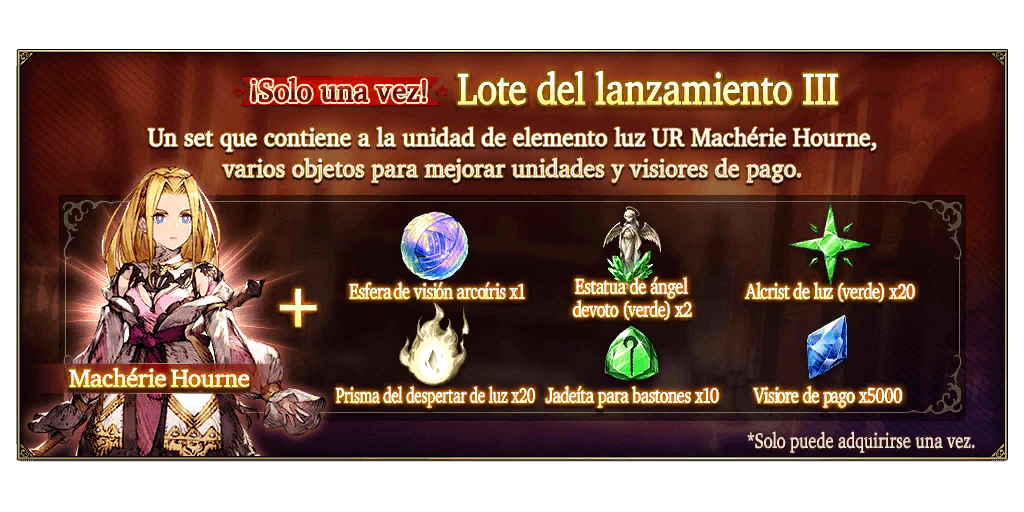 ¡Solo una vez! Lote del lanzamiento III
Un set que contiene a la unidad de elemento luz UR Machérie Hourne,
varios objetos para mejorar unidades y visiores de pago.
Machérie Hourne
+
Esfera de visión arcoíris x1
Estatua de ángel
devoto (verde) x2
Alcrist de luz (verde) x20
Prisma del despertar de luz x20
Jadeíta para bastones x10
Visiore de pago x5000
*Solo puede adquirirse una vez.